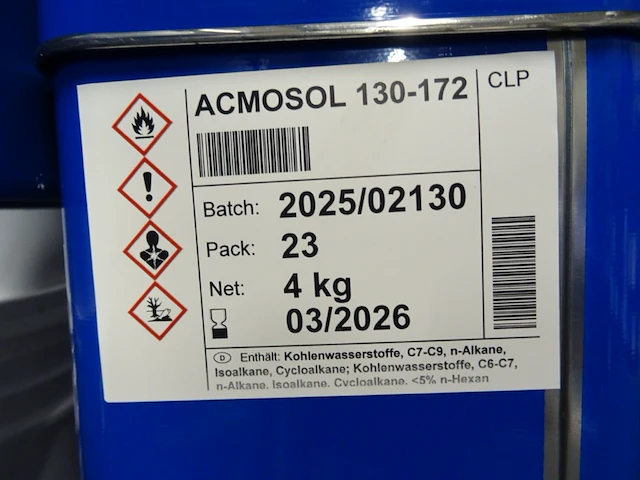 ACMOSOL 130-172
CLP
Batch: 2025/02130
Pack: 23
Net: 4 kg
03/2026
D Enthält: Kohlenwasserstoffe, C7-C9, n-Alkane,
Isoalkane, Cycloalkane; Kohlenwasserstoffe, C6-C7,
n-Alkane, Isoalkane, Cycloalkane, <5% n-Hexan